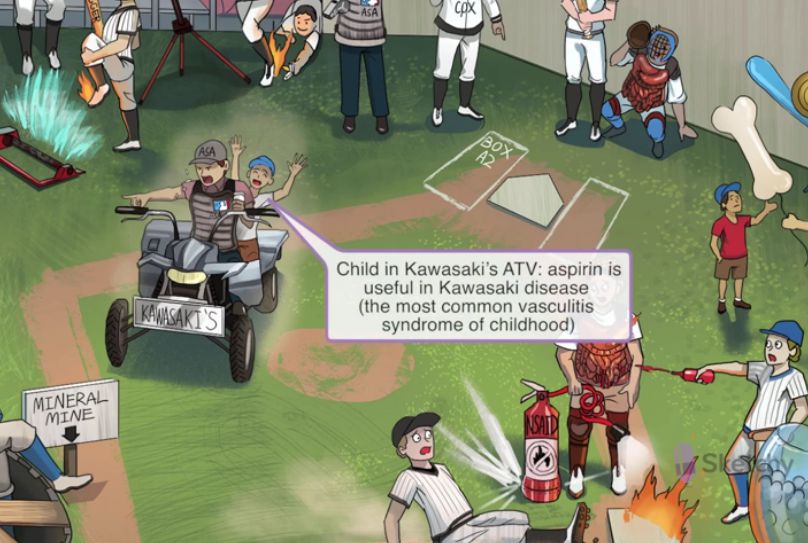 ASA
COX
BOX
A2
ASA
Child in Kawasaki's ATV: aspirin is
useful in Kawasaki disease
(the most common vasculitis
syndrome of childhood)
KAWASAKI'S
MINERAL
MINE
NSAID
Sketchy